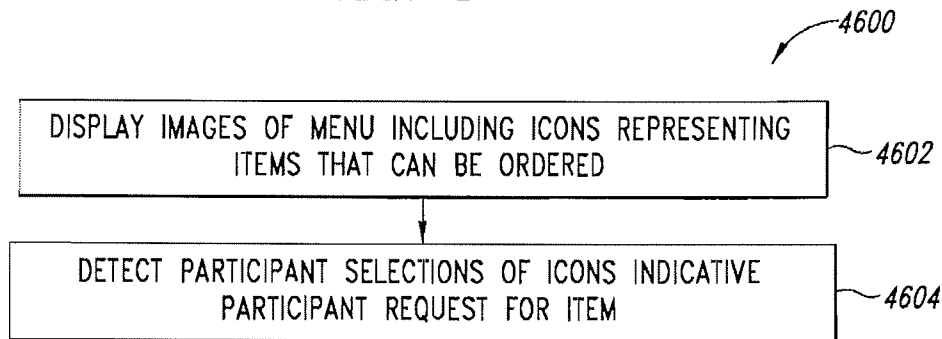 4600
DISPLAY IMAGES OF MENU INCLUDING ICONS REPRESENTING
ITEMS THAT CAN BE ORDERED
4602
DETECT PARTICIPANT SELECTIONS OF ICONS INDICATIVE
PARTICIPANT REQUEST FOR ITEM
4604